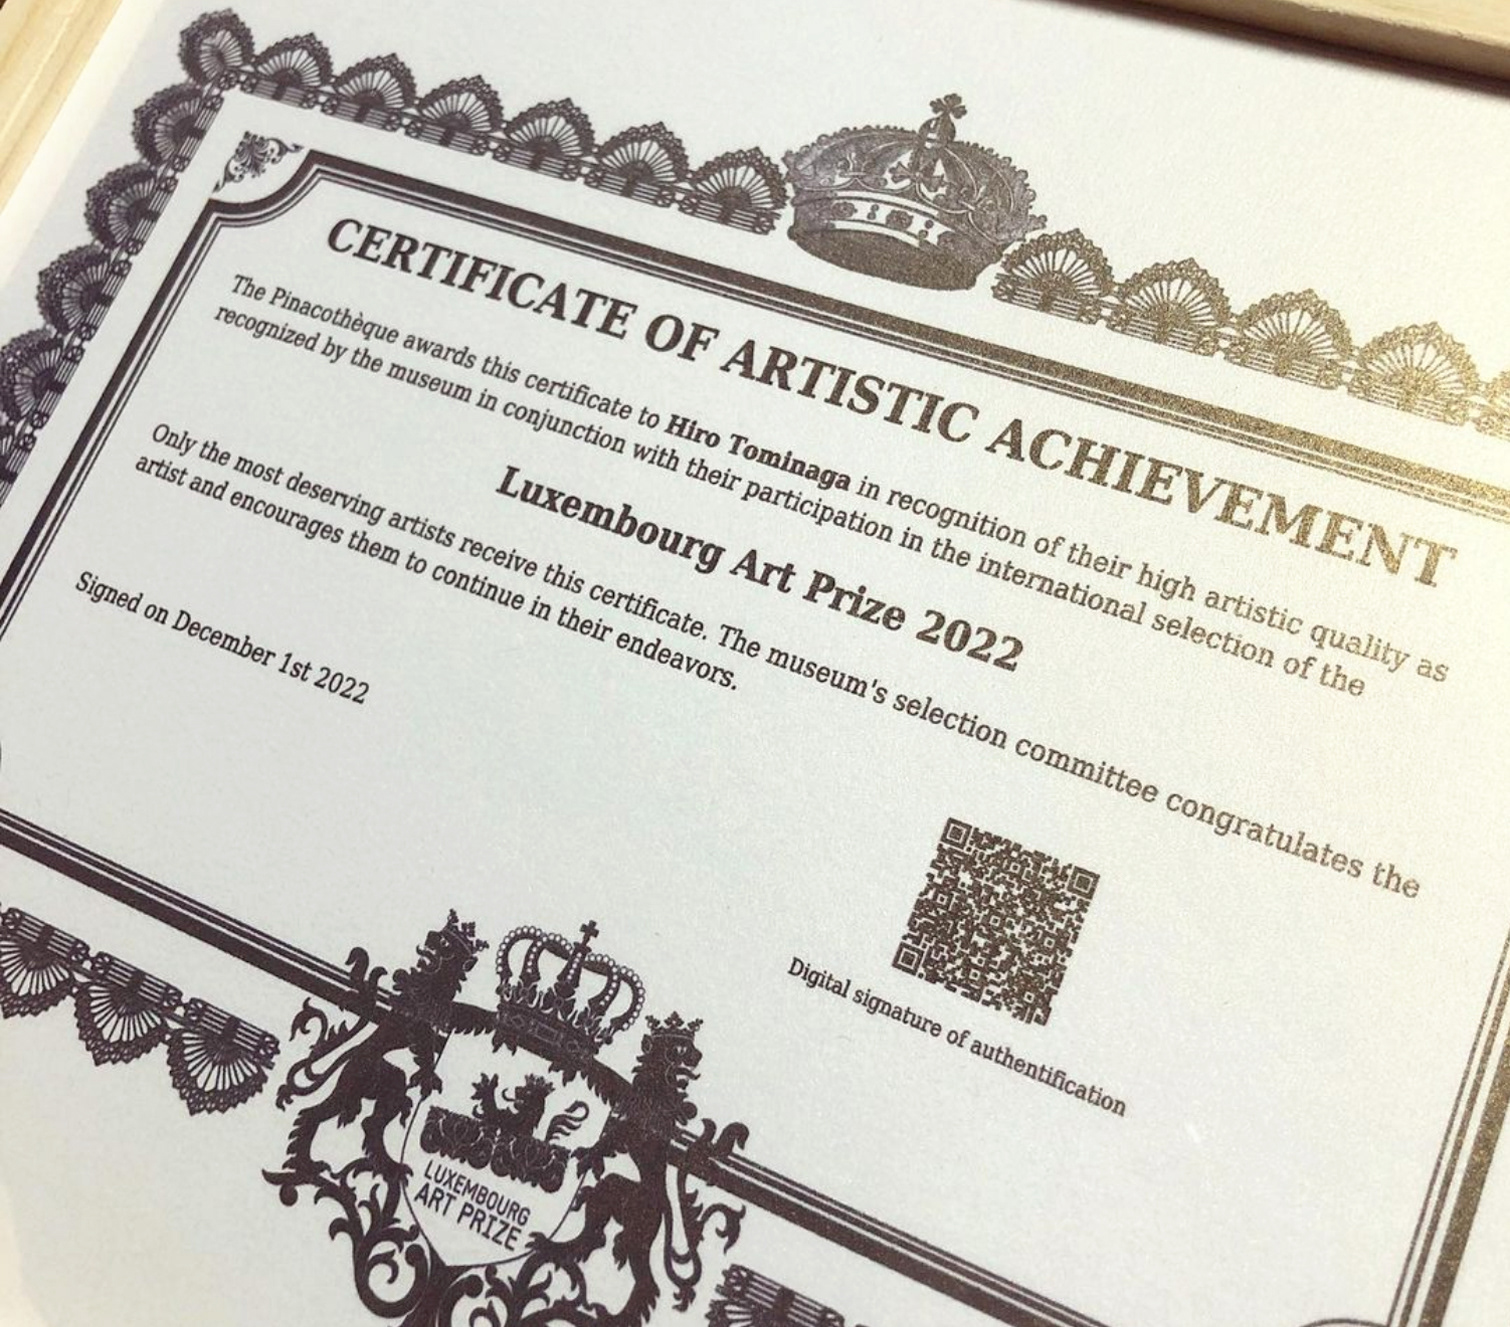 CERTIFICATE OF ARTISTIC ACHIEVEMENT
The Pinacothèque awards this certificate to Hiro Tominaga in recognition of their high artistic quality as
recognized by the museum in conjunction with their participation in the international selection of the
Luxembourg Art Prize 2022
Only the most deserving artists receive this certificate. The museum's selection committee congratulates the
artist and encourages them to continue in their endeavors.
Signed on December 1st 2022
Digital signature of authentification
LUXEMBOURG
ART PRIZE